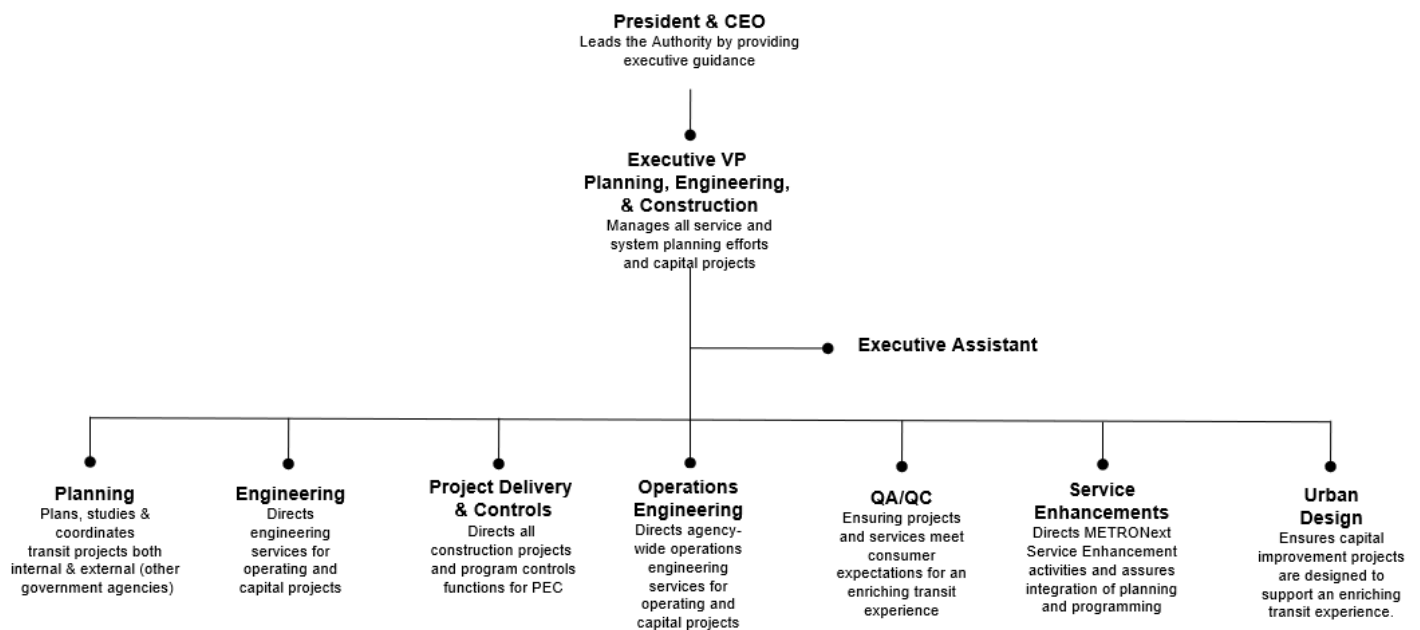 President & CEO
Leads the Authority by providing
executive guidance
Executive VP
Planning, Engineering,
& Construction
Manages all service and
system planning efforts
and capital projects
Executive Assistant
Planning
Plans, studies &
coordinates
transit projects both
internal & external (other
government agencies)
Engineering
Directs
engineering
services for
operating and
capital projects
Project Delivery
& Controls
Directs all
construction projects
and program controls
functions for PEC
Operations
Engineering
Directs agency-
wide operations
engineering
services for
operating and
capital projects
QA/QC
Ensuring projects
and services meet
consumer
expectations for an
enriching transit
experience
Service
Enhancements
Directs METRONext
Service Enhancement
activities and assures
integration of planning
and programming
Urban
Design
Ensures capital
improvement projects
are designed to
support an enriching
transit experience.